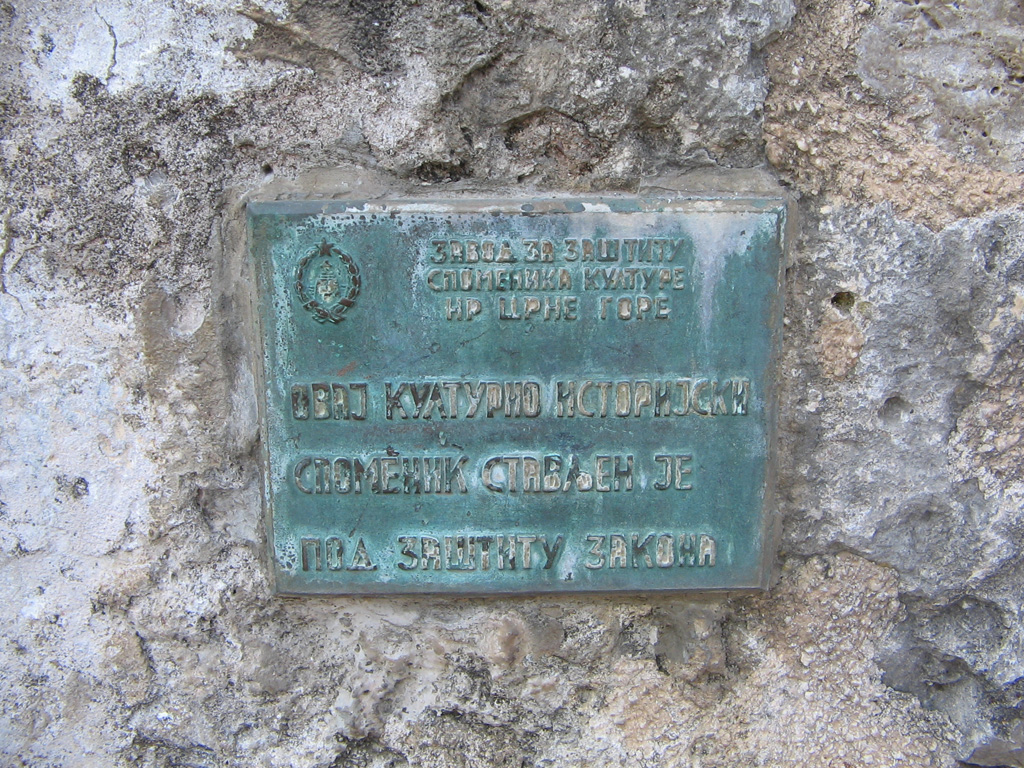 ЗАВОД ЗА ЗАШТИТУ
СПОМЕНИКА КУЛТУРЕ
НР ЦРНЕ ГОРЕ
ОВАЈ КУЛТУРНО ИСТОРИЈСКИ
СПОМЕНИК СТАВЉЕН ЈЕ
ПОД ЗАШТИТУ ЗАКОНА